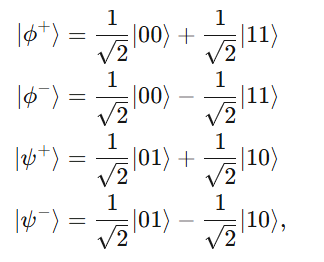 |ϕ⁺⟩ = 1/√2 |00⟩ + 1/√2 |11⟩
|ϕ⁻⟩ = 1/√2 |00⟩ − 1/√2 |11⟩
|ψ⁺⟩ = 1/√2 |01⟩ + 1/√2 |10⟩
|ψ⁻⟩ = 1/√2 |01⟩ − 1/√2 |10⟩,